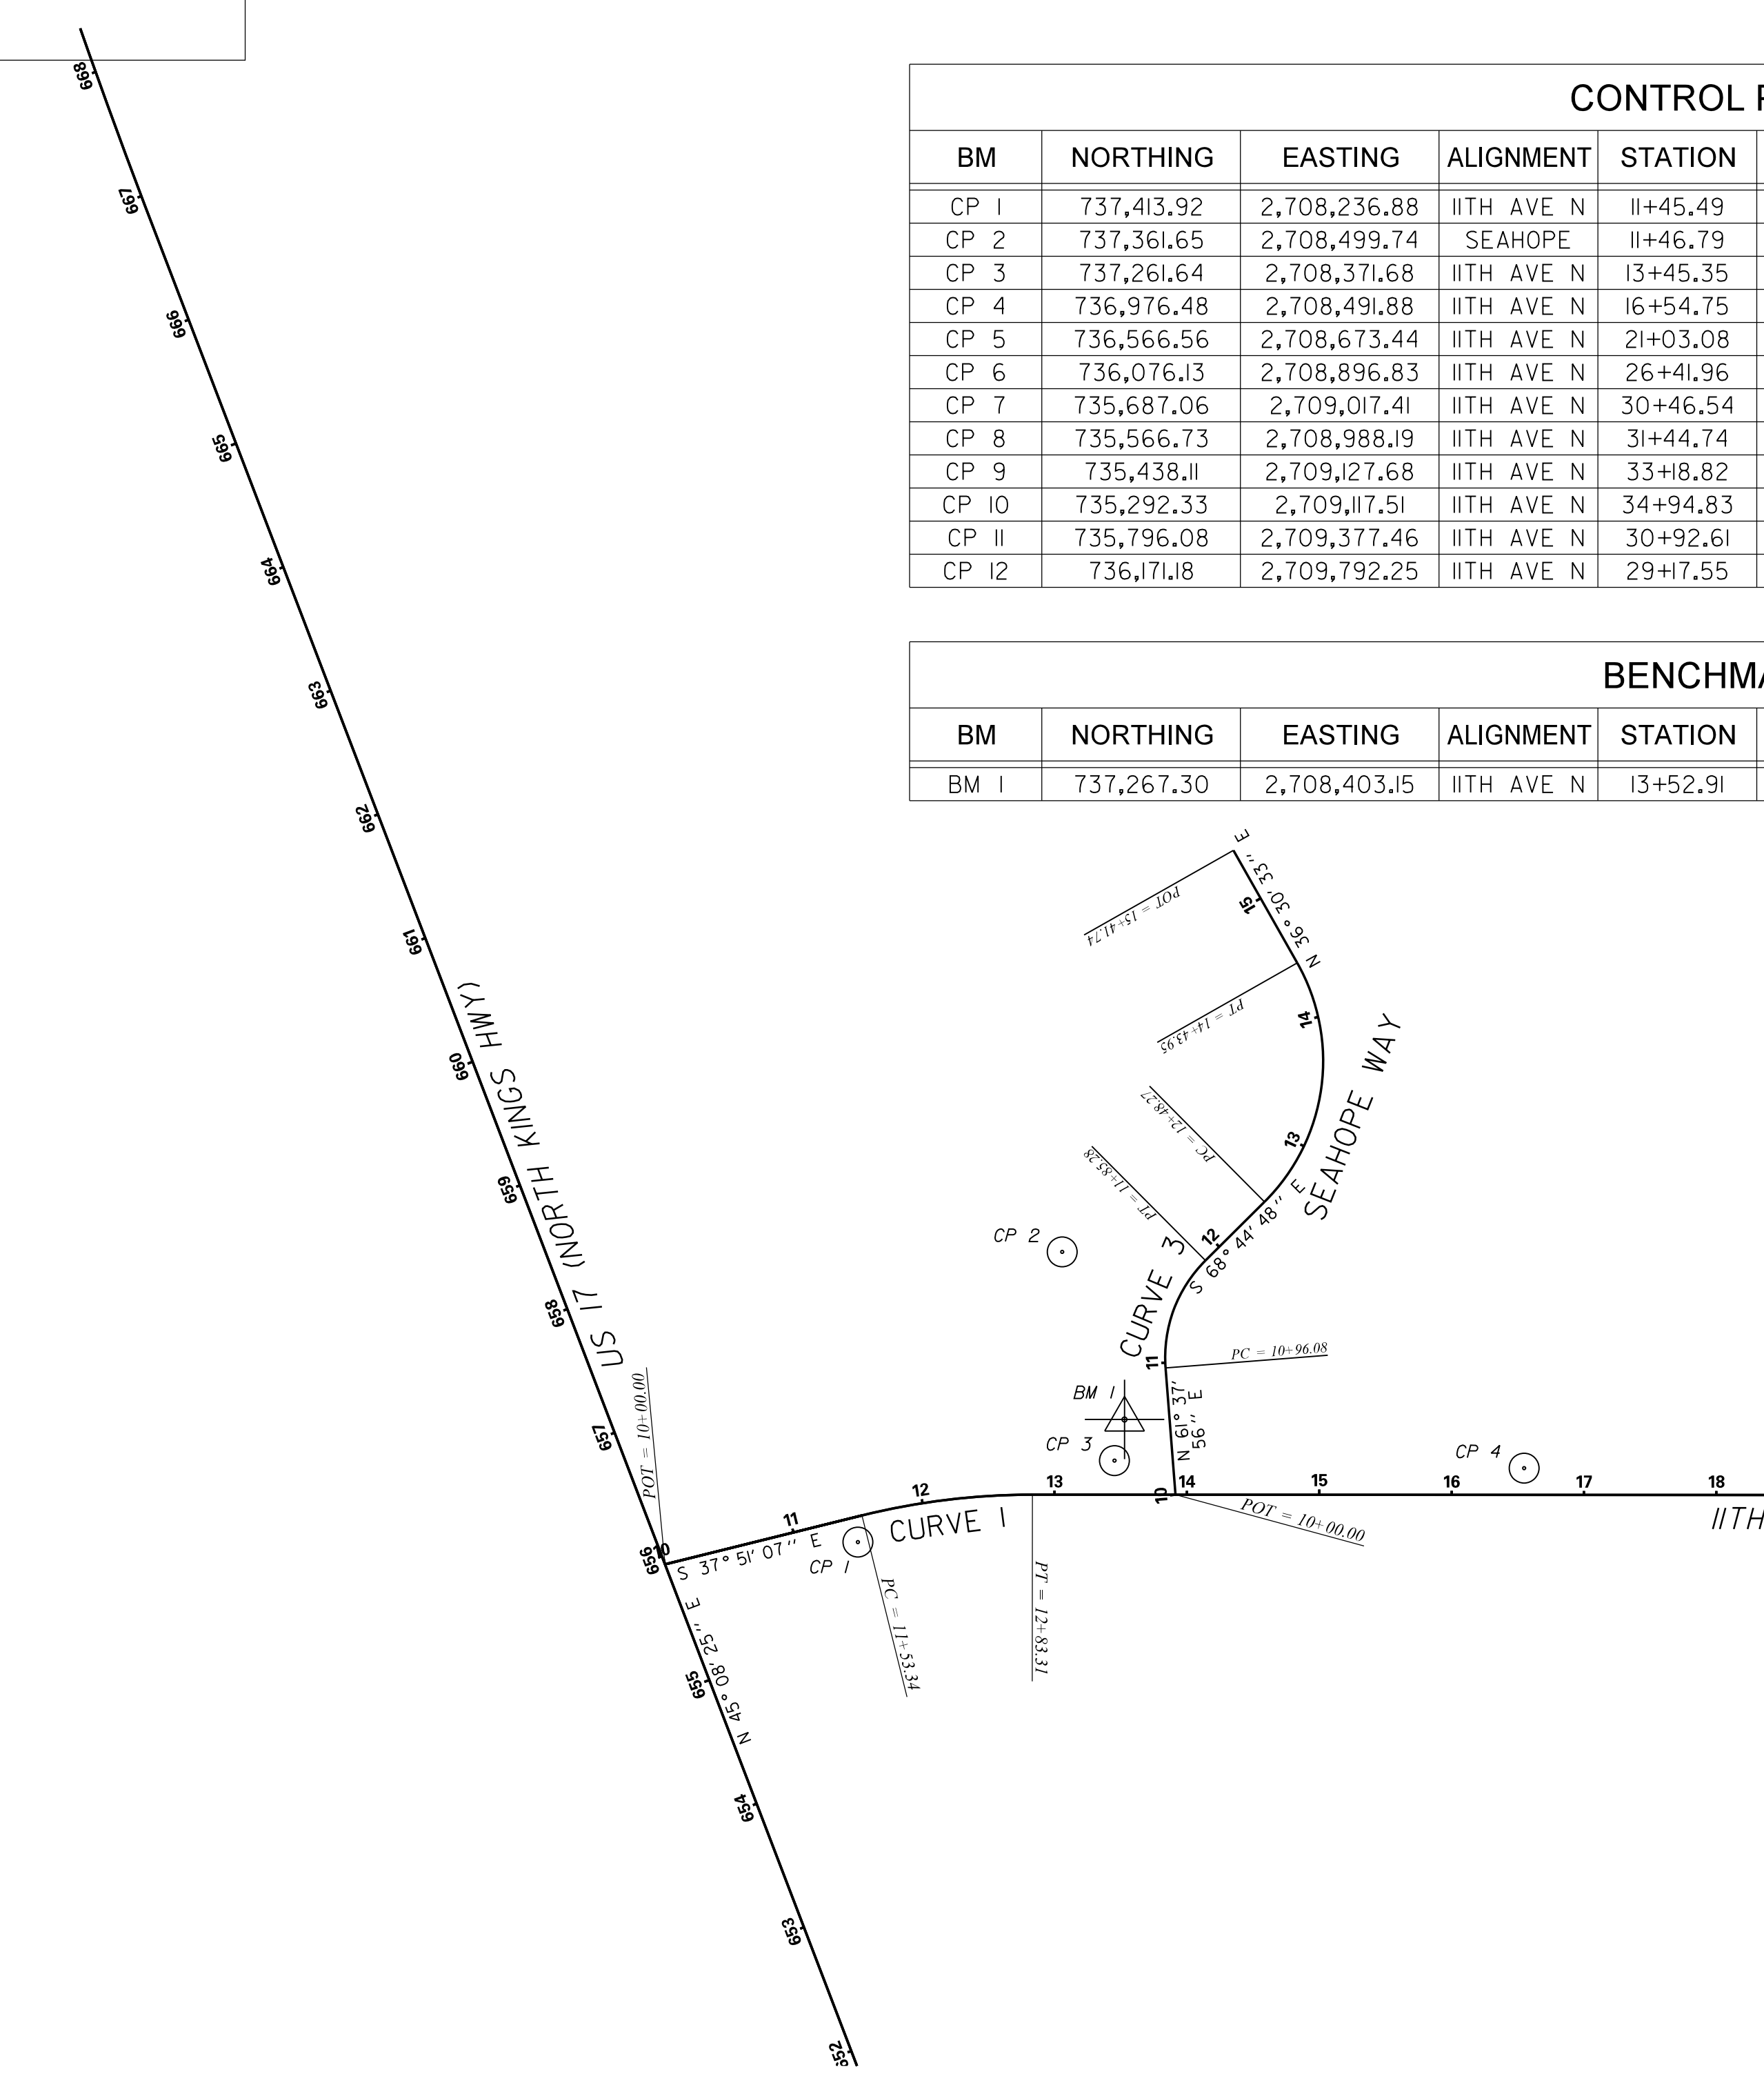 CONTROL
BM NORTHING EASTING ALIGNMENT STATION
CP 1 737,413.92 2,708,236.88 11TH AVE N 11+45.49
CP 2 737,361.65 2,708,499.74 SEAHOPE 11+46.79
CP 3 737,261.64 2,708,371.68 11TH AVE N 13+45.35
CP 4 736,976.48 2,708,491.88 11TH AVE N 16+54.75
CP 5 736,566.56 2,708,673.44 11TH AVE N 21+03.08
CP 6 736,076.13 2,708,896.83 11TH AVE N 26+41.96
CP 7 735,687.06 2,709,017.41 11TH AVE N 30+46.54
CP 8 735,566.73 2,708,988.19 11TH AVE N 31+44.74
CP 9 735,438.11 2,709,127.68 11TH AVE N 33+18.82
CP 10 735,292.33 2,709,117.51 11TH AVE N 34+94.83
CP 11 735,796.08 2,709,377.46 11TH AVE N 30+92.61
CP 12 736,171.18 2,709,792.25 11TH AVE N 29+17.55
BENCHMA
BM NORTHING EASTING ALIGNMENT STATION
BM 1 737,267.30 2,708,403.15 11TH AVE N 13+52.91
668
667
666
665
664
663
662
661
660
659
658
657
656
655
654
653
652
US 17 (NORTH KINGS HWY)
N 45° 08' 25" E
POT = 10+00.00
10
S 37° 51' 07" E
11
CP 1
PC = 11+53.34
CURVE 1
12
PT = 12+83.31
13
14
15
16
17
18
11TH
CP 4
CP 3
BM 1
CP 2
POT = 10+00.00
10
N 61° 37'
56" E
11
PC = 10+96.08
CURVE 3
PT = 11+85.28
12
S 68° 44' 48" E
PC = 12+48.27
13
SEAHOPE WAY
14
PT = 14+43.95
N 36° 30' 33" E
15
POT = 15+41.74